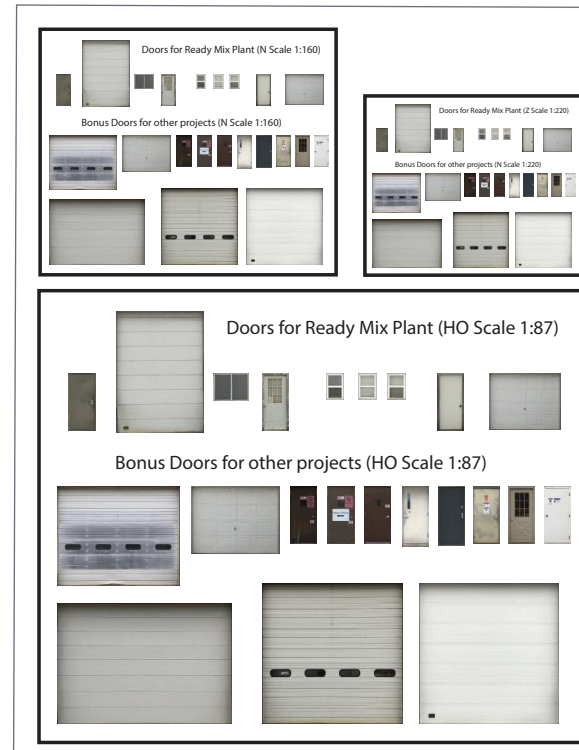 Doors for Ready Mix Plant (N Scale 1:160)
Bonus Doors for other projects (N Scale 1:160)
Doors for Ready Mix Plant (Z Scale 1:220)
Bonus Doors for other projects (N Scale 1:220)
Doors for Ready Mix Plant (HO Scale 1:87)
Bonus Doors for other projects (HO Scale 1:87)